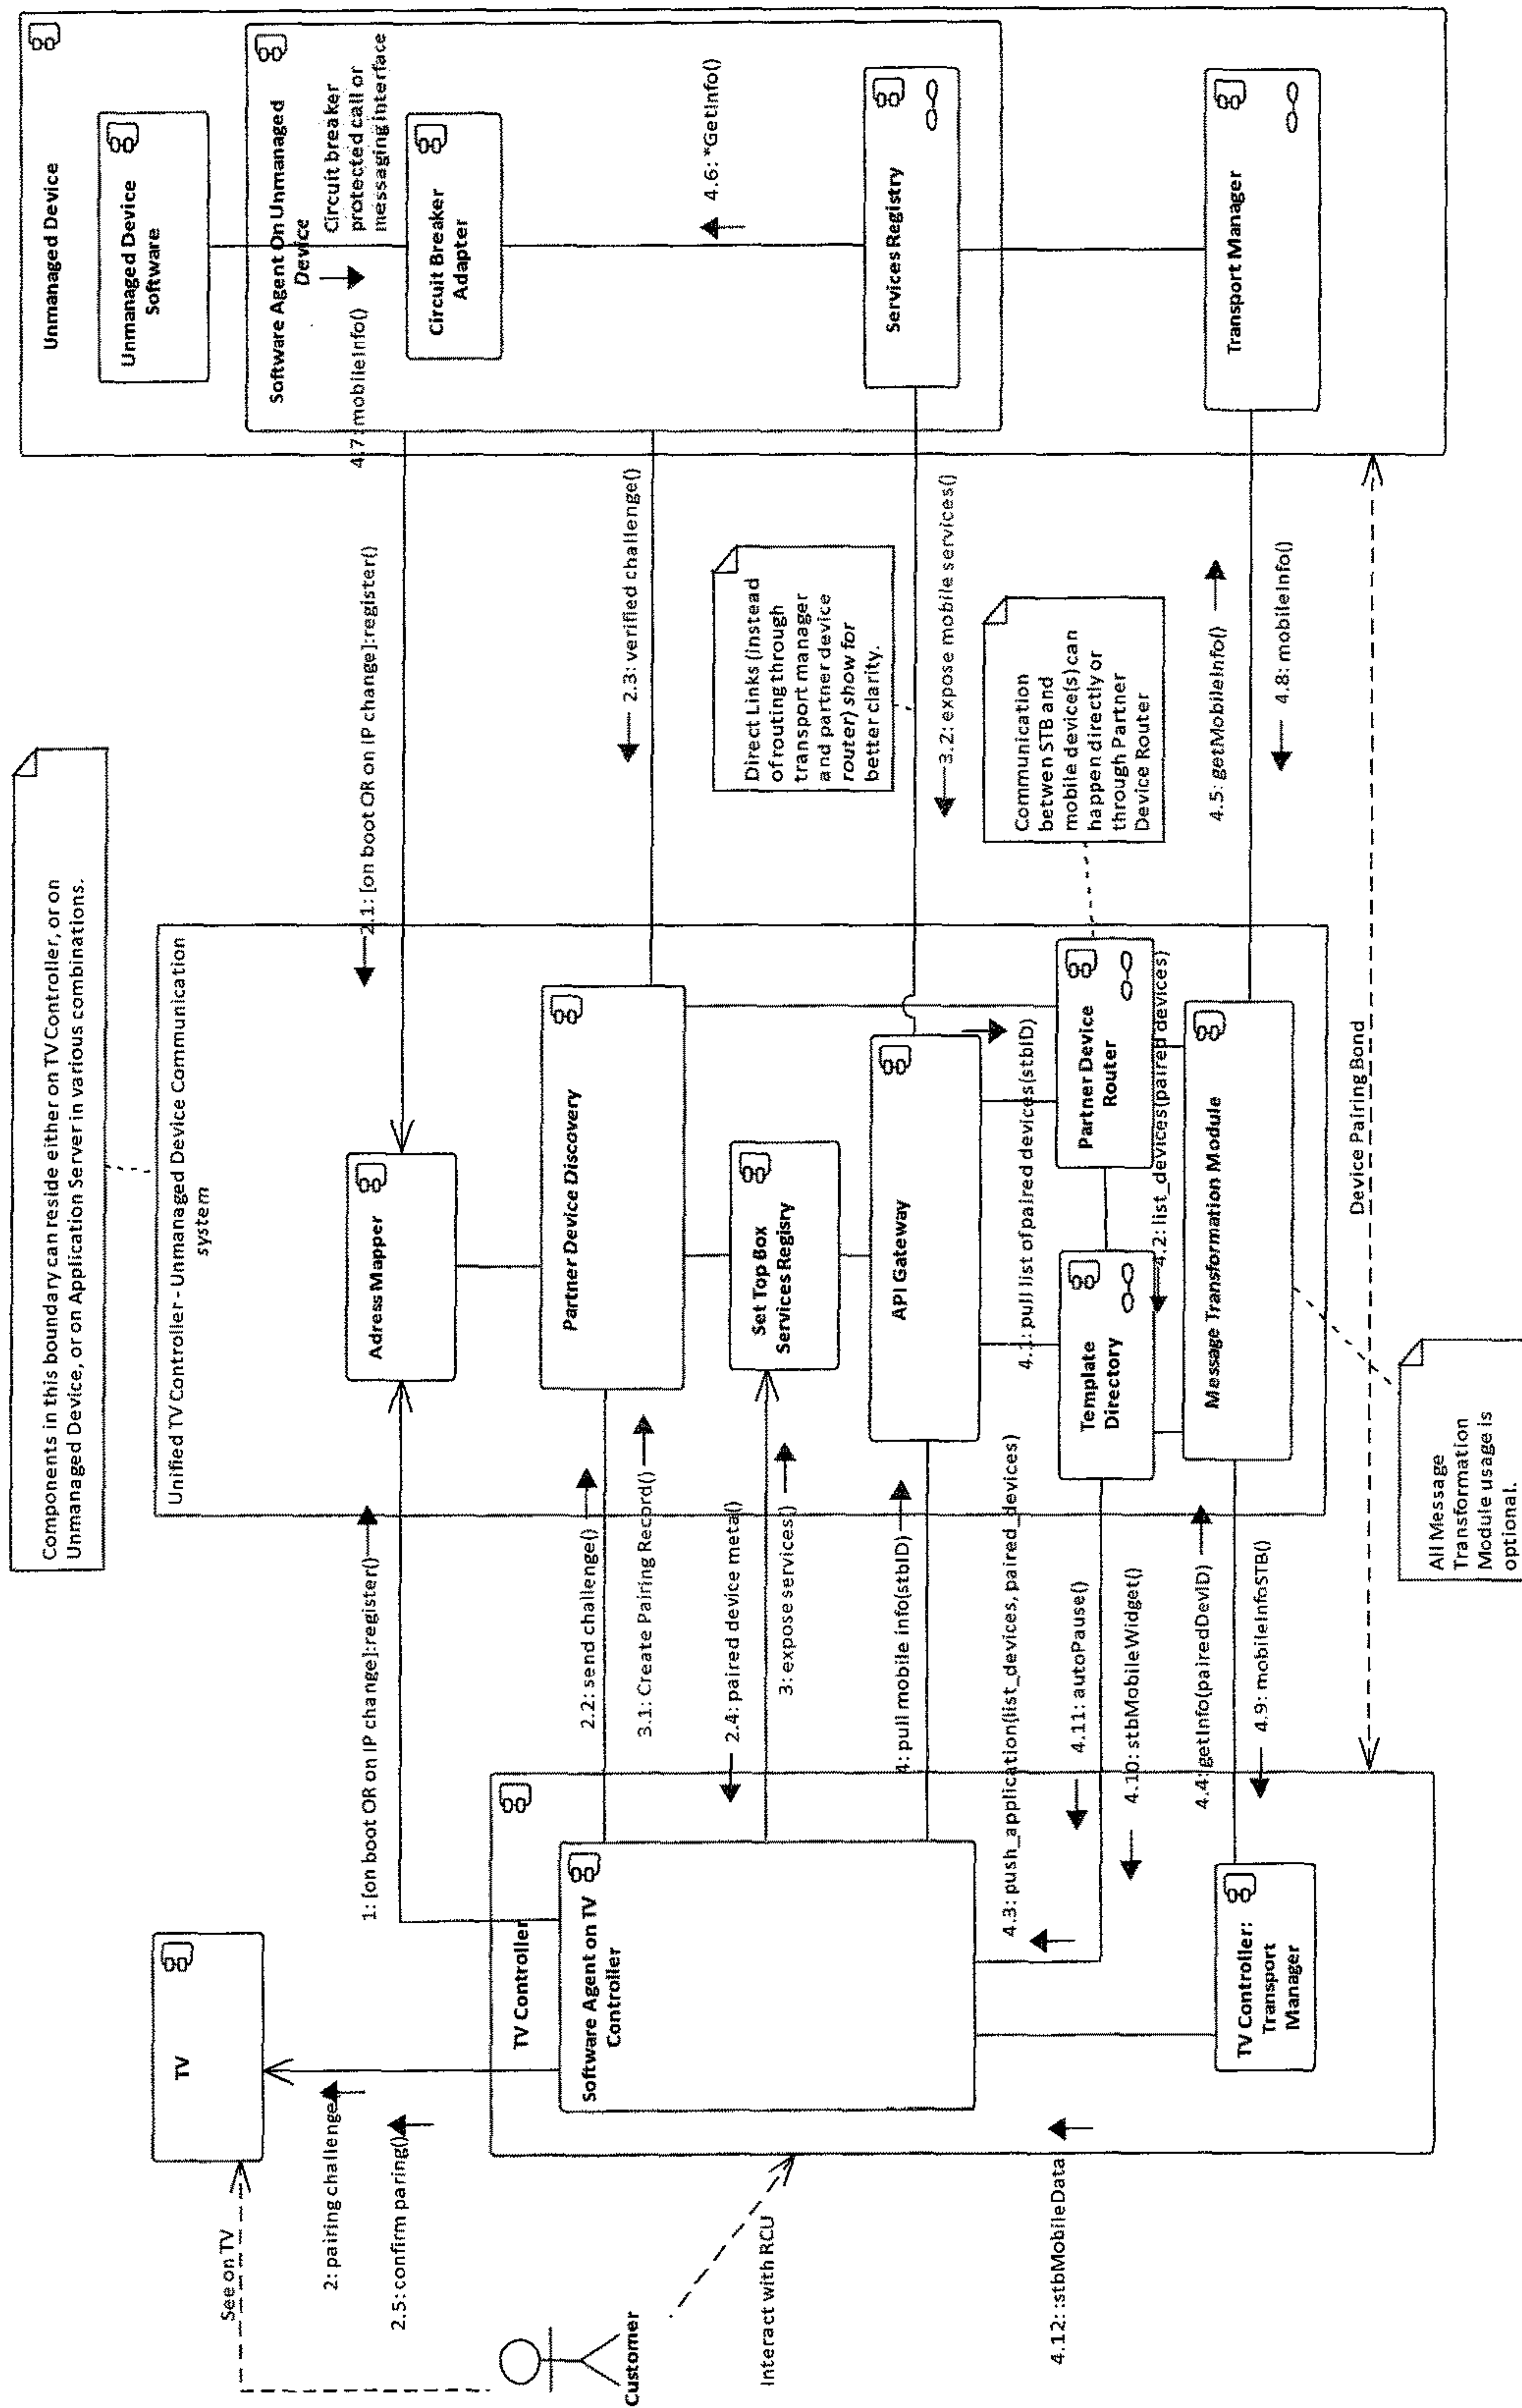 Components in this boundary can reside either on TV Controller, or on
Unmanaged Device, or on Application Server in various combinations.
See on TV
TV
2: pairing challenge
2.5: confirm paring()
Customer
Interact with RCU
TV Controller
Software Agent on TV
Controller
TV Controller:
Transport
Manager
4.12: :stbMobileData
1: [on boot OR on IP change]:register()
2.2: send challenge()
3.1: Create Pairing Record()
2.4: paired device meta()
3: expose services()
4: pull mobile info(stbID)
4.3: push_application(list_devices, paired_devices)
4.11: autoPause()
4.10: stbMobileWidget()
4.4: getInfo(pairedDevID)
4.9: mobileInfoSTB()
Unified TV Controller - Unmanaged Device Communication
system
Adress Mapper
Partner Device Discovery
Set Top Box
Services Regisry
API Gateway
4.1: pull list of paired devices(stbID)
Template
Directory
Partner Device
Router
4.2: list_devices(paired devices)
Message Transformation Module
All Message
Transformation
Module usage is
optional.
Device Pairing Bond
2.1: [on boot OR on IP change]:register()
2.3: verified challenge()
Direct Links (instead
of routing through
transport manager
and partner device
router) show for
better clarity.
3.2: expose mobile services()
Communication
betwen STB and
mobile device(s) can
happen directly or
through Partner
Device Router
4.5: getMobileInfo()
4.8: mobileInfo()
Unmanaged Device
Unmanaged Device
Software
Software Agent On Unmanaged
Device
4.7: mobileInfo()
Circuit breaker
protected call or
messaging interface
Circuit Breaker
Adapter
4.6: *GetInfo()
Services Registry
Transport Manager